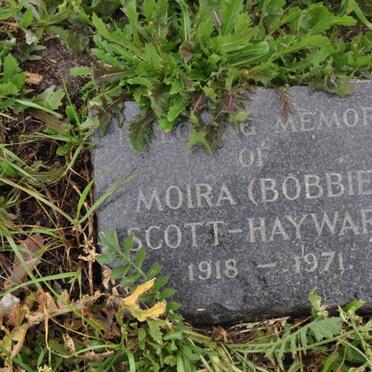 G MEMOR
of
MOIRA (BOBBIE
SCOTT-HAYWAR
1918 - 1971